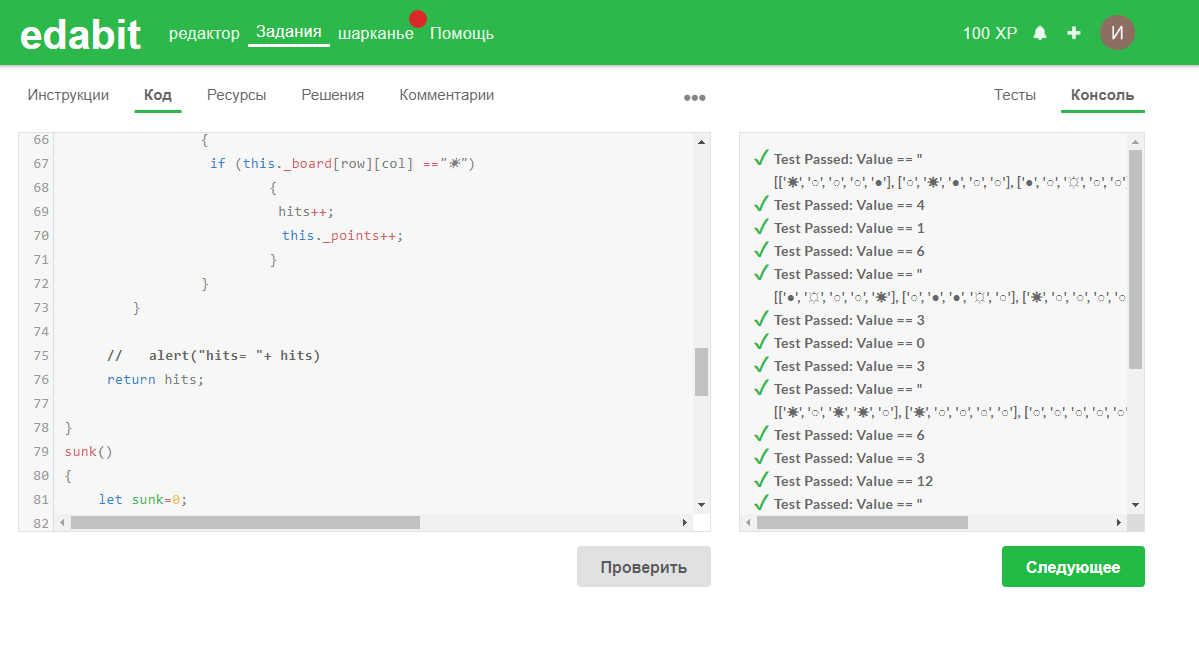 edabit редактор Задания шарканье Помощь 100 XP И
Инструкции Код Ресурсы Решения Комментарии ••• Тесты Консоль
66 {
67 if (this._board[row][col] =="☀")
68 {
69 hits++;
70 this._points++;
71 }
72 }
73 }
74
75 // alert("hits= "+ hits)
76 return hits;
77
78 }
79 sunk()
80 {
81 let sunk=0;
82
✓ Test Passed: Value == "
[['☀', '○', '○', '○', '●'], ['○', '☀', '●', '○', '○'], ['●', '○', '☼', '○', '○'
✓ Test Passed: Value == 4
✓ Test Passed: Value == 1
✓ Test Passed: Value == 6
✓ Test Passed: Value == "
[['●', '☼', '○', '○', '☀'], ['○', '●', '●', '☼', '○'], ['☀', '○', '○', '○', '○
✓ Test Passed: Value == 3
✓ Test Passed: Value == 0
✓ Test Passed: Value == 3
✓ Test Passed: Value == "
[['☀', '○', '☀', '☀', '○'], ['☀', '○', '○', '○', '○'], ['○', '○', '○', '○', '○'
✓ Test Passed: Value == 6
✓ Test Passed: Value == 3
✓ Test Passed: Value == 12
✓ Test Passed: Value == "
Проверить
Следующее